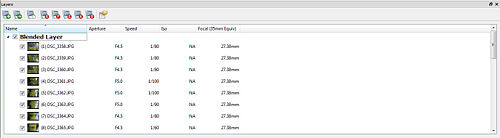 Layers
Name Aperture Speed Iso Focal (35mm Equiv)
Blended Layer
(1) DSC_3358.JPG F4.5 1/80 NA 27.38mm
(2) DSC_3359.JPG F4.5 1/80 NA 27.38mm
(3) DSC_3360.JPG F4.5 1/80 NA 27.38mm
(4) DSC_3361.JPG F5.0 1/100 NA 27.38mm
(5) DSC_3362.JPG F5.0 1/100 NA 27.38mm
(6) DSC_3363.JPG F4.5 1/80 NA 27.38mm
(7) DSC_3364.JPG F4.5 1/60 NA 27.38mm
(8) DSC_3365.JPG F4.5 1/60 NA 27.38mm